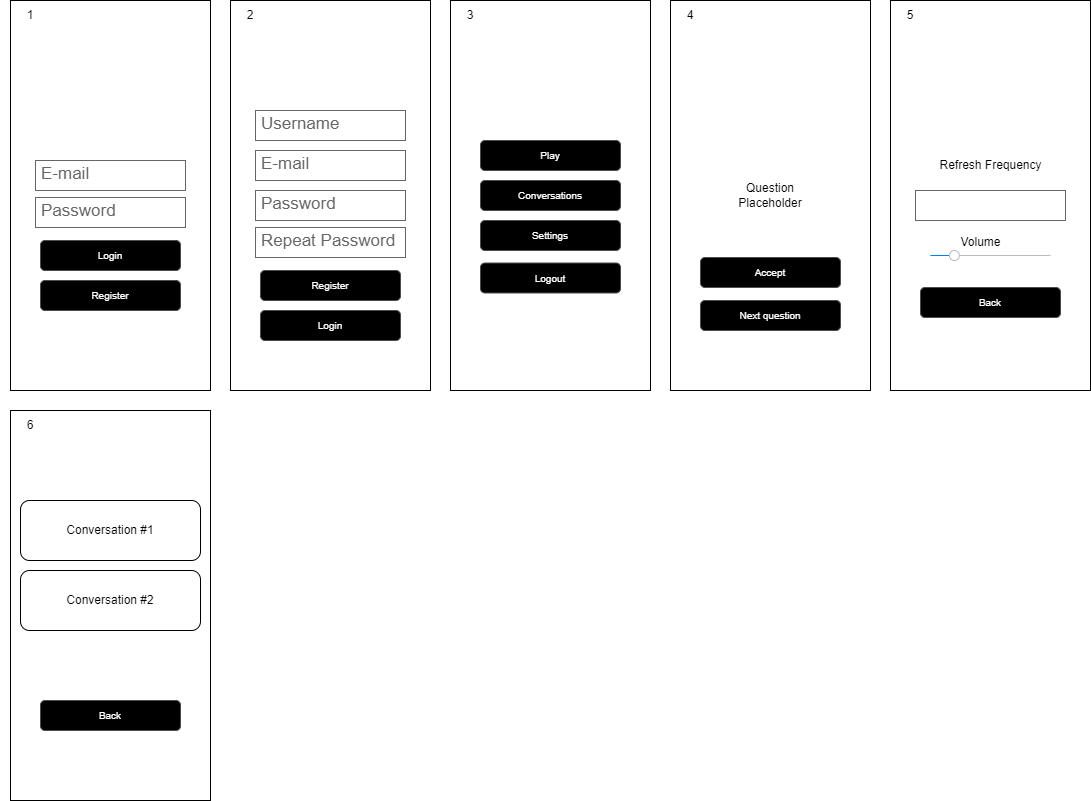 1
E-mail
Password
Login
Register
2
Username
E-mail
Password
Repeat Password
Register
Login
3
Play
Conversations
Settings
Logout
4
Question
Placeholder
Accept
Next question
5
Refresh Frequency
Volume
Back
6
Conversation #1
Conversation #2
Back